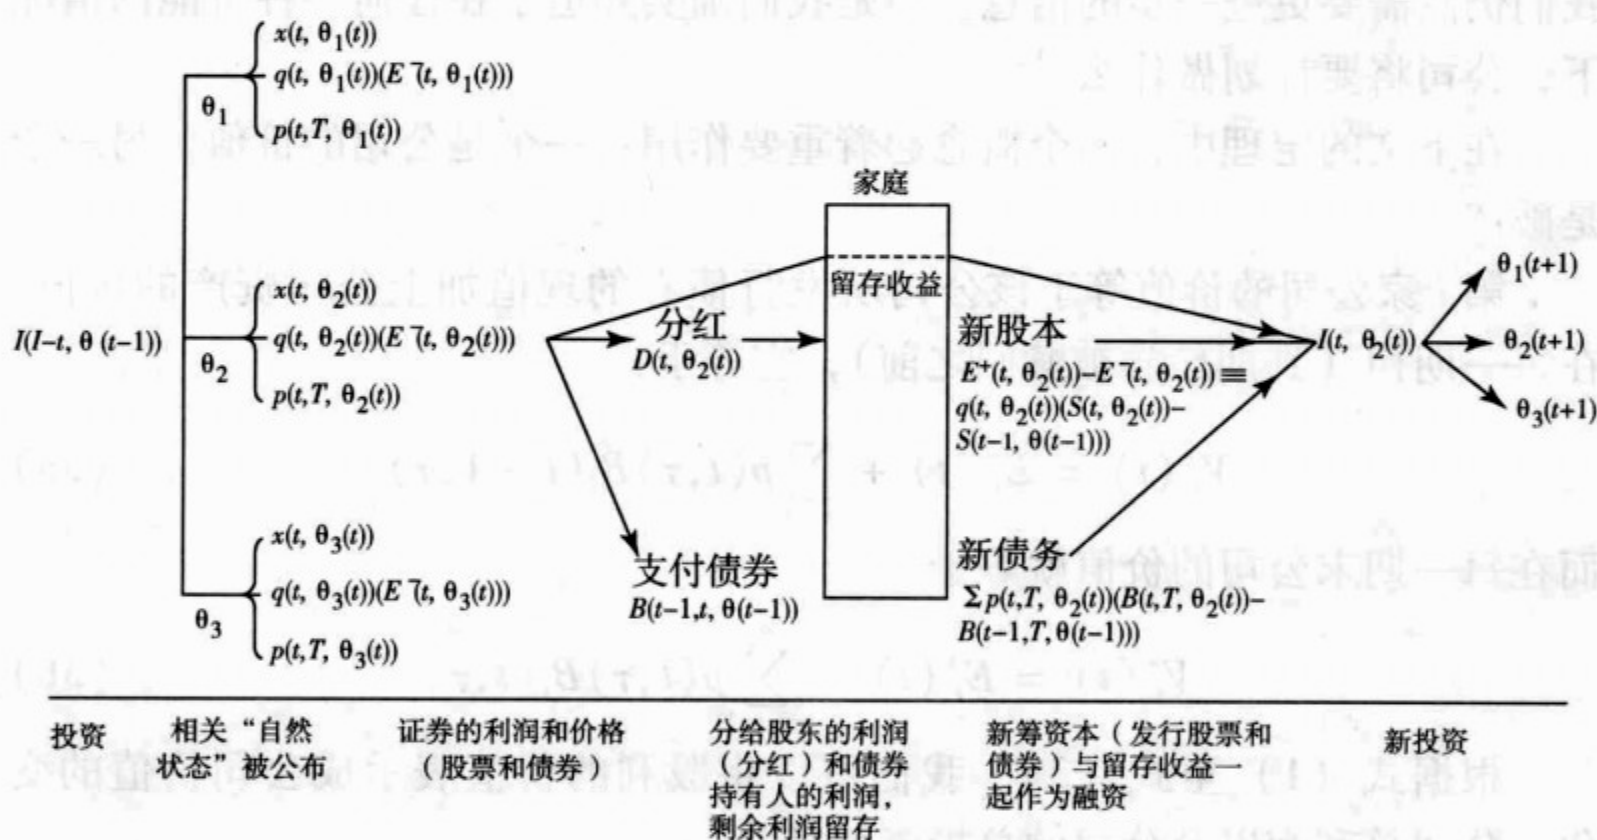 x(t, θ₁(t))
q(t, θ₁(t))(E⁻(t, θ₁(t)))
θ₁
p(t,T, θ₁(t))
家庭
留存收益
I(I−t, θ (t−1))
x(t, θ₂(t))
q(t, θ₂(t))(E⁻(t, θ₂(t)))
θ₂
p(t,T, θ₂(t))
分红
D(t, θ₂(t))
支付债券
B(t−1,t, θ(t−1))
新股本
E⁺(t, θ₂(t))−E⁻(t, θ₂(t))≡
q(t, θ₂(t))(S(t, θ₂(t))−
S(t−1, θ(t−1)))
新债务
Σp(t,T, θ₂(t))(B(t,T, θ₂(t))−
B(t−1,T,θ(t−1)))
I(t, θ₂(t))
θ₁(t+1)
θ₂(t+1)
θ₃(t+1)
x(t, θ₃(t))
q(t, θ₃(t))(E⁻(t, θ₃(t)))
θ₃
p(t,T, θ₃(t))
投资
相关“自然
状态”被公布
证券的利润和价格
（股票和债券）
分给股东的利润
（分红）和债券
持有人的利润，
剩余利润留存
新筹资本（发行股票和
债券）与留存收益一
起作为融资
新投资